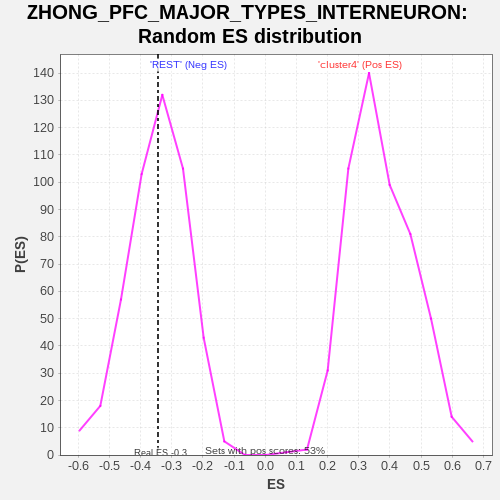 ZHONG_PFC_MAJOR_TYPES_INTERNEURON:
Random ES distribution
'REST' (Neg ES)
'cluster4' (Pos ES)
P(ES)
140
130
120
110
100
90
80
70
60
50
40
30
20
10
0
Real ES -0.3
Sets with pos scores: 53%
-0.6 -0.5 -0.4 -0.3 -0.2 -0.1 0.0 0.1 0.2 0.3 0.4 0.5 0.6 0.7
ES